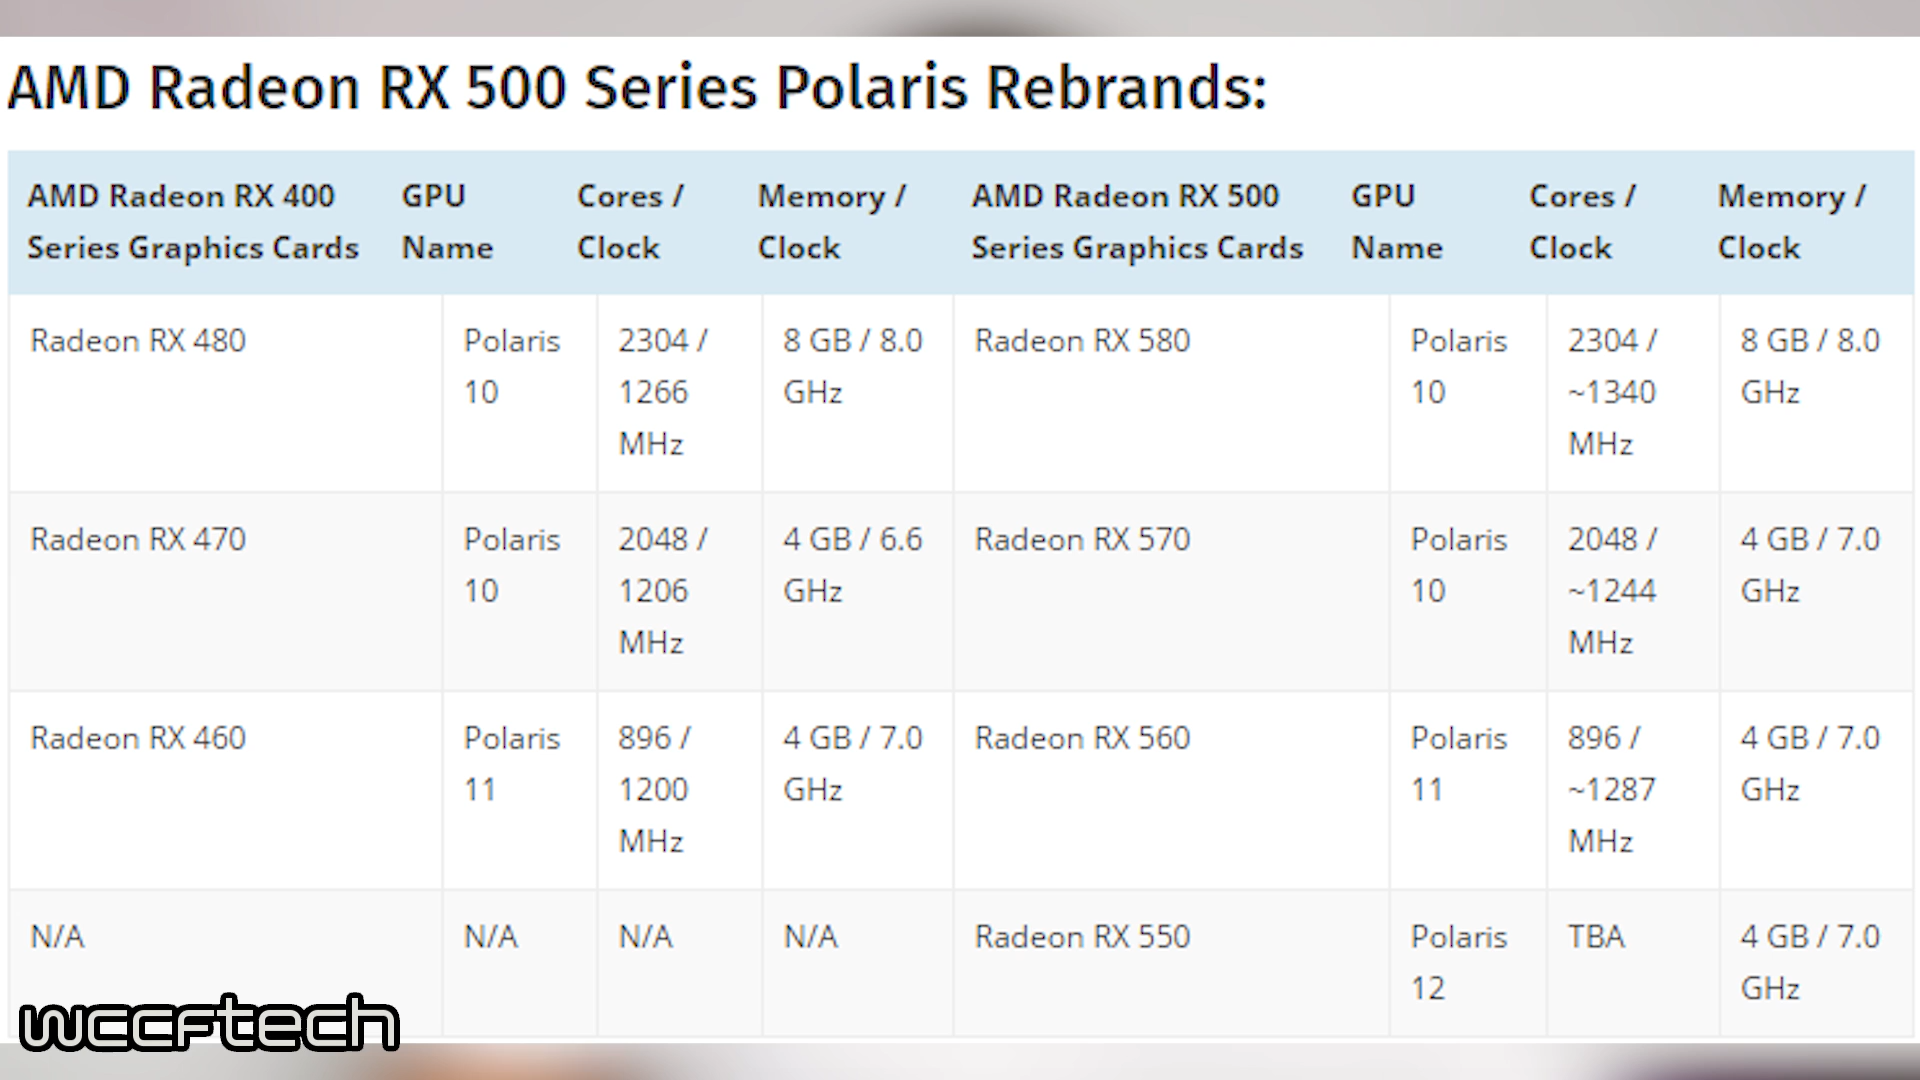 AMD Radeon RX 500 Series Polaris Rebrands:
AMD Radeon RX 400 GPU Cores / Memory / AMD Radeon RX 500 GPU Cores / Memory /
Series Graphics Cards Name Clock Clock Series Graphics Cards Name Clock Clock
Radeon RX 480 Polaris 2304 / 8 GB / 8.0 Radeon RX 580 Polaris 2304 / 8 GB / 8.0
10 1266 GHz 10 ~1340 GHz
MHz MHz
Radeon RX 470 Polaris 2048 / 4 GB / 6.6 Radeon RX 570 Polaris 2048 / 4 GB / 7.0
10 1206 GHz 10 ~1244 GHz
MHz MHz
Radeon RX 460 Polaris 896 / 4 GB / 7.0 Radeon RX 560 Polaris 896 / 4 GB / 7.0
11 1200 GHz 11 ~1287 GHz
MHz MHz
N/A N/A N/A N/A Radeon RX 550 Polaris TBA 4 GB / 7.0
12 GHz
wccftech